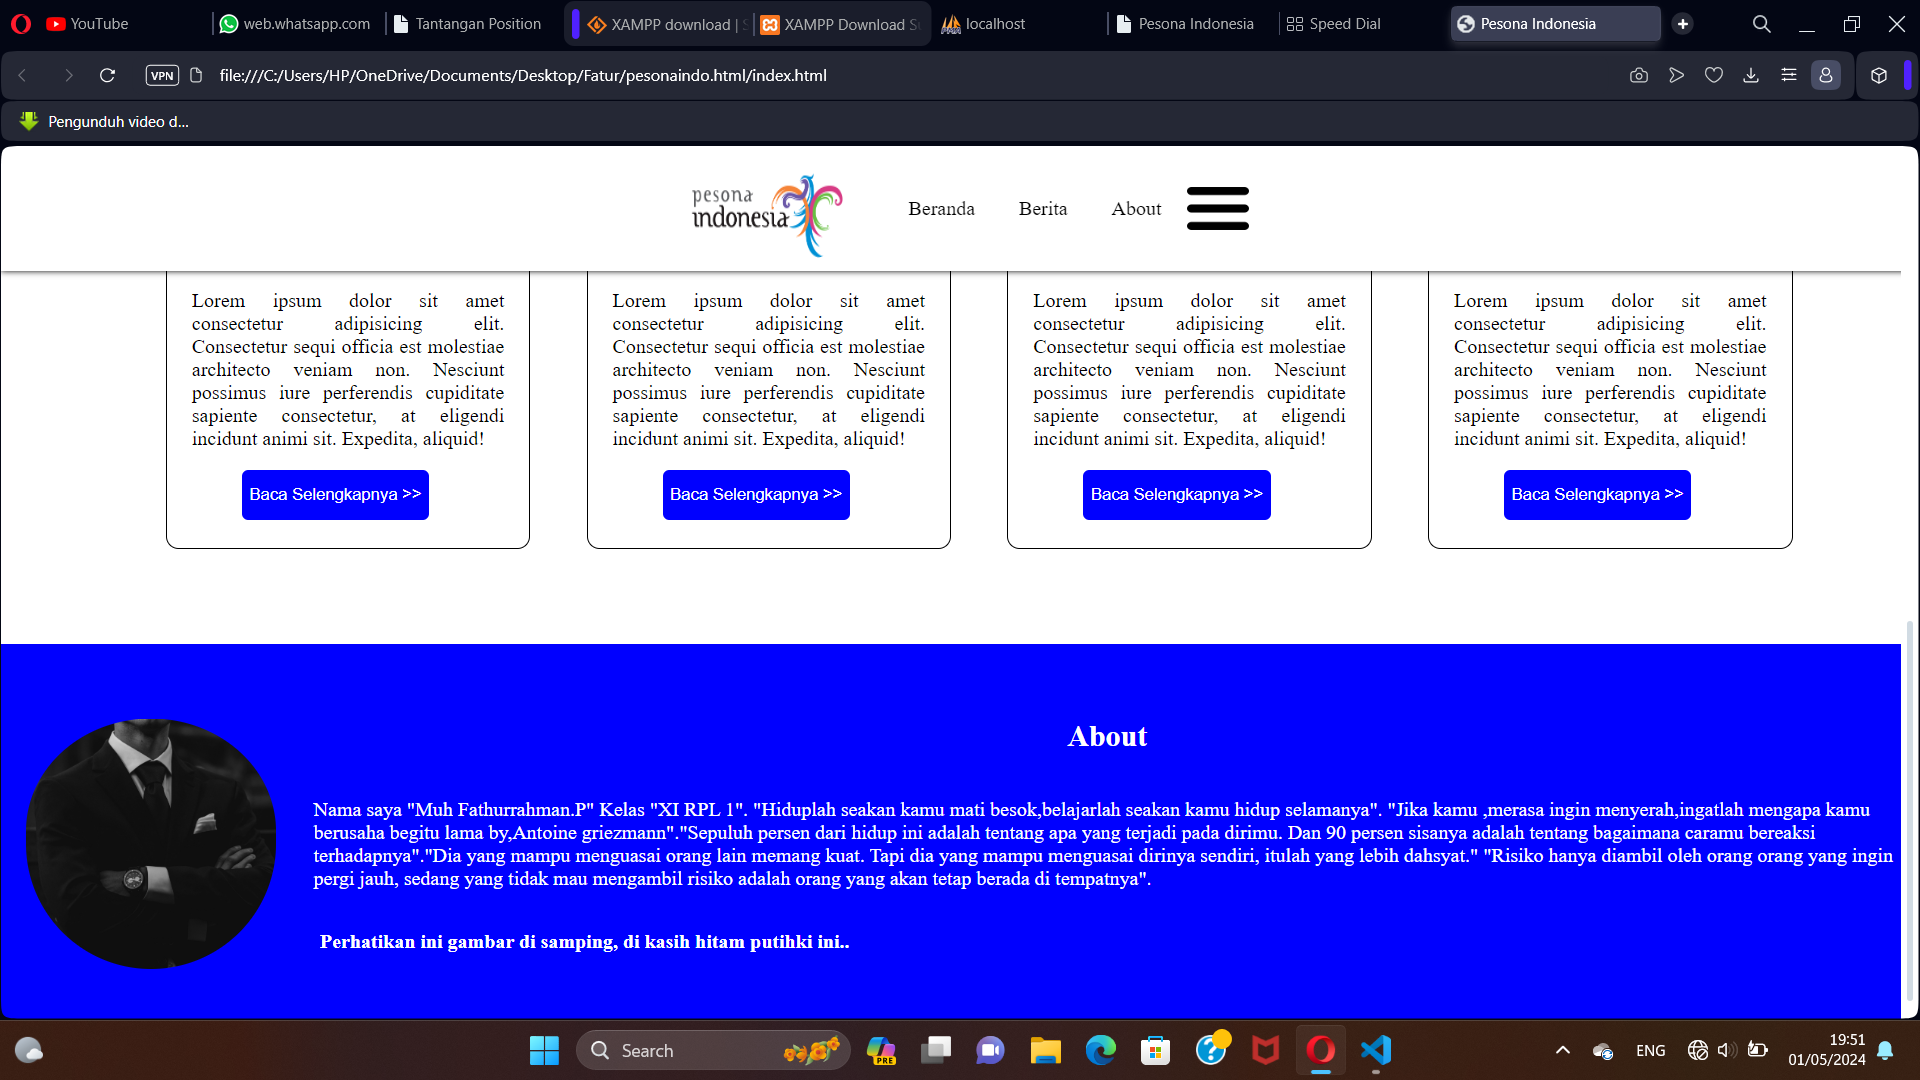 YouTube
web.whatsapp.com
Tantangan Position
XAMPP download | S
XAMPP Download Su
localhost
Pesona Indonesia
Speed Dial
Pesona Indonesia
VPN
file:///C:/Users/HP/OneDrive/Documents/Desktop/Fatur/pesonaindo.html/index.html
Pengunduh video d...
pesona
indonesia
Beranda
Berita
About
Lorem ipsum dolor sit amet
consectetur adipisicing elit.
Consectetur sequi officia est molestiae
architecto veniam non. Nesciunt
possimus iure perferendis cupiditate
sapiente consectetur, at eligendi
incidunt animi sit. Expedita, aliquid!
Baca Selengkapnya >>
Lorem ipsum dolor sit amet
consectetur adipisicing elit.
Consectetur sequi officia est molestiae
architecto veniam non. Nesciunt
possimus iure perferendis cupiditate
sapiente consectetur, at eligendi
incidunt animi sit. Expedita, aliquid!
Baca Selengkapnya >>
Lorem ipsum dolor sit amet
consectetur adipisicing elit.
Consectetur sequi officia est molestiae
architecto veniam non. Nesciunt
possimus iure perferendis cupiditate
sapiente consectetur, at eligendi
incidunt animi sit. Expedita, aliquid!
Baca Selengkapnya >>
Lorem ipsum dolor sit amet
consectetur adipisicing elit.
Consectetur sequi officia est molestiae
architecto veniam non. Nesciunt
possimus iure perferendis cupiditate
sapiente consectetur, at eligendi
incidunt animi sit. Expedita, aliquid!
Baca Selengkapnya >>
About
Nama saya "Muh Fathurrahman.P" Kelas "XI RPL 1". "Hiduplah seakan kamu mati besok,belajarlah seakan kamu hidup selamanya". "Jika kamu ,merasa ingin menyerah,ingatlah mengapa kamu
berusaha begitu lama by,Antoine griezmann"."Sepuluh persen dari hidup ini adalah tentang apa yang terjadi pada dirimu. Dan 90 persen sisanya adalah tentang bagaimana caramu bereaksi
terhadapnya"."Dia yang mampu menguasai orang lain memang kuat. Tapi dia yang mampu menguasai dirinya sendiri, itulah yang lebih dahsyat." "Risiko hanya diambil oleh orang orang yang ingin
pergi jauh, sedang yang tidak mau mengambil risiko adalah orang yang akan tetap berada di tempatnya".
Perhatikan ini gambar di samping, di kasih hitam putihki ini..
Search
PRE
ENG
19:51
01/05/2024